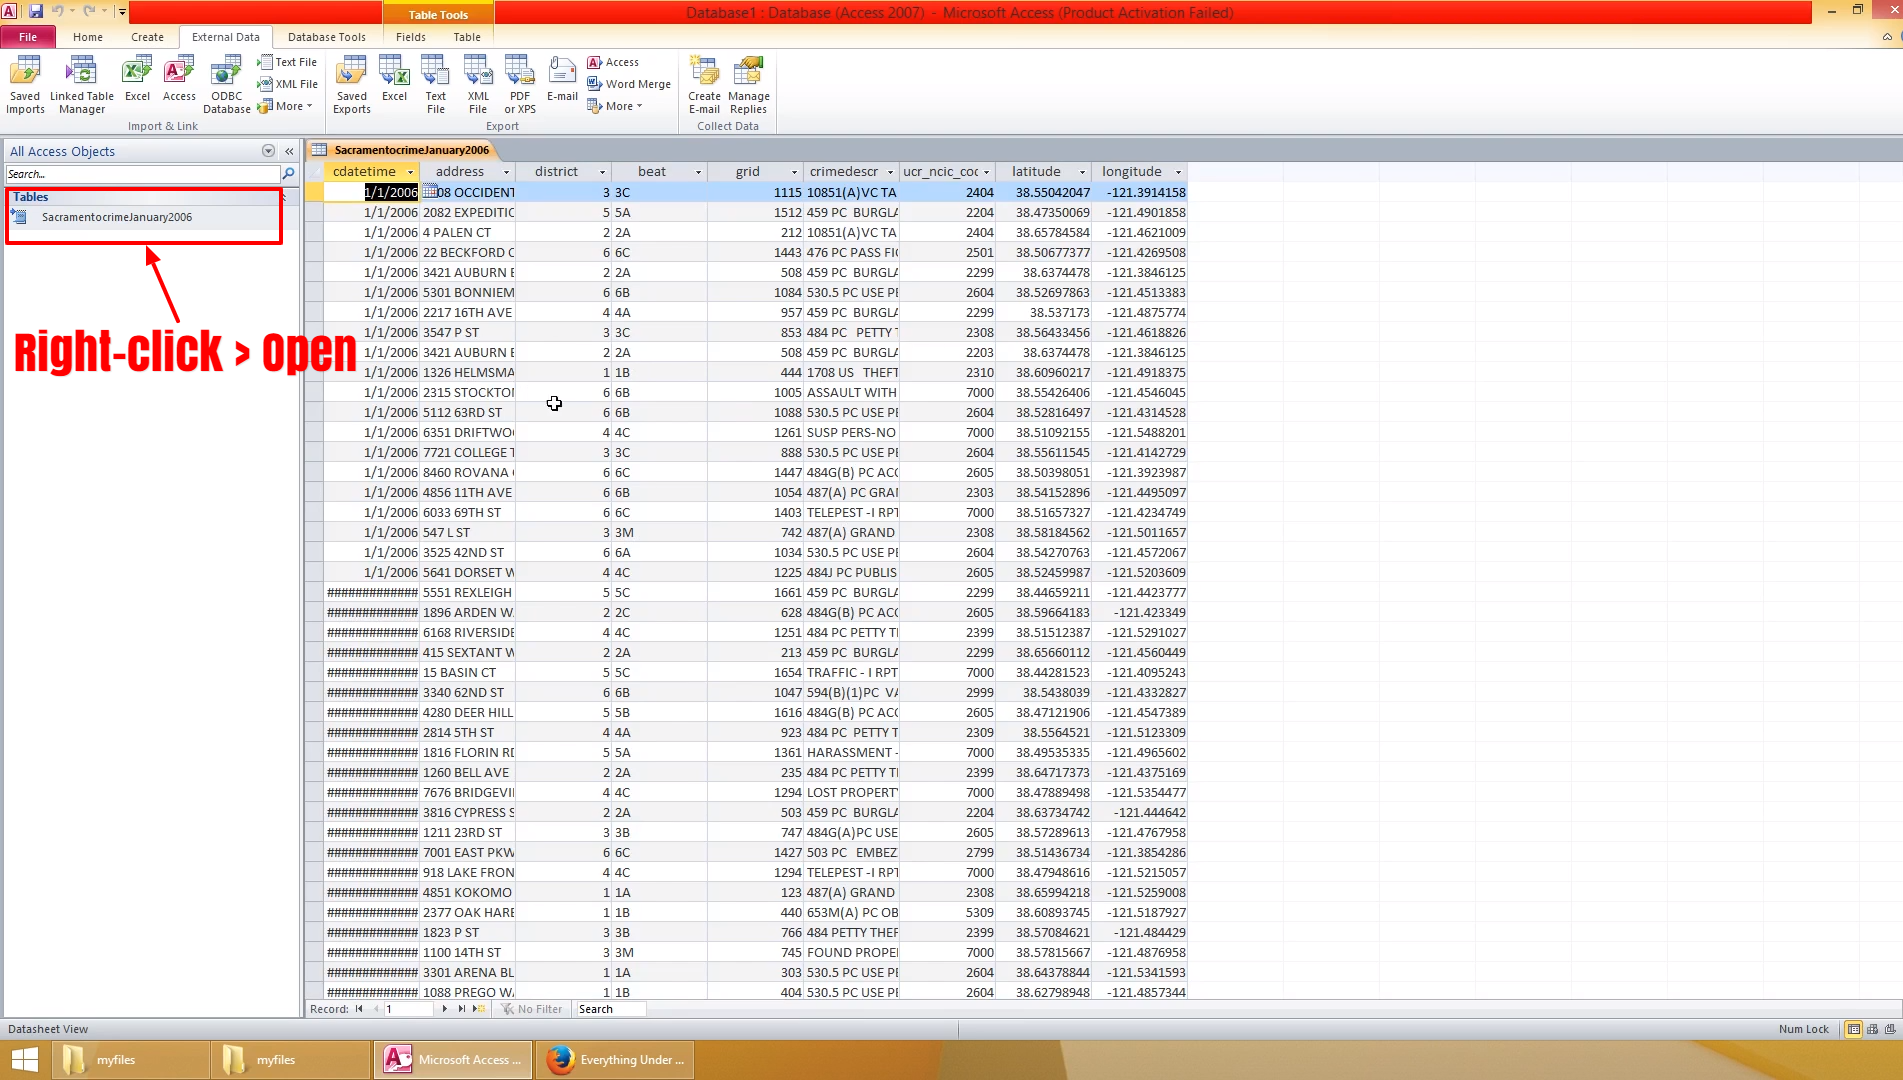 Table Tools
Database1 : Database (Access 2007) - Microsoft Access (Product Activation Failed)
File Home Create External Data Database Tools Fields Table
Saved Imports
Linked Table Manager
Excel
Access
ODBC Database
Text File
XML File
More
Saved Exports
Excel
Text File
XML File
PDF or XPS
E-mail
Access
Word Merge
More
Create E-mail
Manage Replies
Import & Link
Export
Collect Data
All Access Objects
Search...
Tables
SacramentocrimeJanuary2006
Right-click > Open
SacramentocrimeJanuary2006
cdatetime address district beat grid crimedescr ucr_ncic_coc latitude longitude
1/1/2006 08 OCCIDENT 3 3C 1115 10851(A)VC TA 2404 38.55042047 -121.3914158
1/1/2006 2082 EXPEDITIC 5 5A 1512 459 PC BURGLA 2204 38.47350069 -121.4901858
1/1/2006 4 PALEN CT 2 2A 212 10851(A)VC TA 2404 38.65784584 -121.4621009
1/1/2006 22 BECKFORD C 6 6C 1443 476 PC PASS FIC 2501 38.50677377 -121.4269508
1/1/2006 3421 AUBURN E 2 2A 508 459 PC BURGLA 2299 38.6374478 -121.3846125
1/1/2006 5301 BONNIEM 6 6B 1084 530.5 PC USE PE 2604 38.52697863 -121.4513383
1/1/2006 2217 16TH AVE 4 4A 957 459 PC BURGLA 2299 38.537173 -121.4875774
1/1/2006 3547 P ST 3 3C 853 484 PC PETTY T 2308 38.56433456 -121.4618826
1/1/2006 3421 AUBURN E 2 2A 508 459 PC BURGLA 2203 38.6374478 -121.3846125
1/1/2006 1326 HELMSMA 1 1B 444 1708 US THEFT 2310 38.60960217 -121.4918375
1/1/2006 2315 STOCKTON 6 6B 1005 ASSAULT WITH 7000 38.55426406 -121.4546045
1/1/2006 5112 63RD ST 6 6B 1088 530.5 PC USE PE 2604 38.52816497 -121.4314528
1/1/2006 6351 DRIFTWOO 4 4C 1261 SUSP PERS-NO 7000 38.51092155 -121.5488201
1/1/2006 7721 COLLEGE T 3 3C 888 530.5 PC USE PE 2604 38.55611545 -121.4142729
1/1/2006 8460 ROVANA C 6 6C 1447 484G(B) PC ACC 2605 38.50398051 -121.3923987
1/1/2006 4856 11TH AVE 6 6B 1054 487(A) PC GRAN 2303 38.54152896 -121.4495097
1/1/2006 6033 69TH ST 6 6C 1403 TELEPEST -I RPT 7000 38.51657327 -121.4234749
1/1/2006 547 L ST 3 3M 742 487(A) GRAND 2308 38.58184562 -121.5011657
1/1/2006 3525 42ND ST 6 6A 1034 530.5 PC USE PE 2604 38.54270763 -121.4572067
1/1/2006 5641 DORSET W 4 4C 1225 484J PC PUBLIS 2605 38.52459987 -121.5203609
############# 5551 REXLEIGH 5 5C 1661 459 PC BURGLA 2299 38.44659211 -121.4423777
############# 1896 ARDEN W. 2 2C 628 484G(B) PC ACC 2605 38.59664183 -121.423349
############# 6168 RIVERSIDE 4 4C 1251 484 PC PETTY TI 2399 38.51512387 -121.5291027
############# 415 SEXTANT W 2 2A 213 459 PC BURGLA 2299 38.65660112 -121.4560449
############# 15 BASIN CT 5 5C 1654 TRAFFIC - I RPT 7000 38.44281523 -121.4095243
############# 3340 62ND ST 6 6B 1047 594(B)(1)PC VA 2999 38.5438039 -121.4332827
############# 4280 DEER HILL 5 5B 1616 484G(B) PC ACC 2605 38.47121906 -121.4547389
############# 2814 5TH ST 4 4A 923 484 PC PETTY T 2309 38.5564521 -121.5123309
############# 1816 FLORIN RD 5 5A 1361 HARASSMENT - 7000 38.49535335 -121.4965602
############# 1260 BELL AVE 2 2A 235 484 PC PETTY TI 2399 38.64717373 -121.4375169
############# 7676 BRIDGEVI 4 4C 1294 LOST PROPERTY 7000 38.47889498 -121.5354477
############# 3816 CYPRESS S 2 2A 503 459 PC BURGLA 2204 38.63734742 -121.444642
############# 1211 23RD ST 3 3B 747 484G(A)PC USE 2605 38.57289613 -121.4767958
############# 7001 EAST PKW 6 6C 1427 503 PC EMBEZ 2799 38.51436734 -121.3854286
############# 918 LAKE FRON 4 4C 1294 TELEPEST -I RPT 7000 38.47948616 -121.5215057
############# 4851 KOKOMO 1 1A 123 487(A) GRAND 2308 38.65994218 -121.5259008
############# 2377 OAK HARE 1 1B 440 653M(A) PC OB 5309 38.60893745 -121.5187927
############# 1823 P ST 3 3B 766 484 PETTY THEF 2399 38.57084621 -121.484429
############# 1100 14TH ST 3 3M 745 FOUND PROPE 7000 38.57815667 -121.4876958
############# 3301 ARENA BL 1 1A 303 530.5 PC USE PE 2604 38.64378844 -121.5341593
############# 1088 PREGO WA 1 1B 404 530.5 PC USE PE 2604 38.62798948 -121.4857344
Record: 1 No Filter Search
Datasheet View Num Lock
myfiles myfiles Microsoft Access ... Everything Under ...